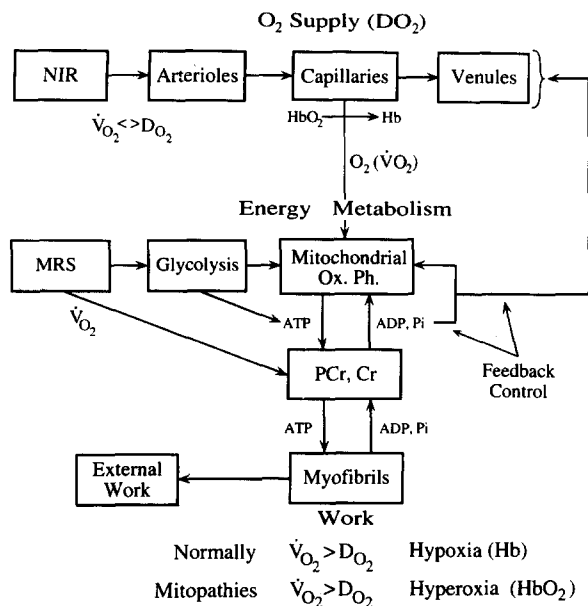 O₂ Supply (DO₂)
NIR
Arterioles
Capillaries
Venules
V̇O₂<>DO₂
HbO₂
Hb
O₂(V̇O₂)
Energy Metabolism
MRS
Glycolysis
Mitochondrial
Ox. Ph.
V̇O₂
ATP
ADP, Pi
Feedback
Control
PCr, Cr
ATP
ADP, Pi
External
Work
Myofibrils
Work
Normally V̇O₂>DO₂ Hypoxia (Hb)
Mitopathies V̇O₂>DO₂ Hyperoxia (HbO₂)